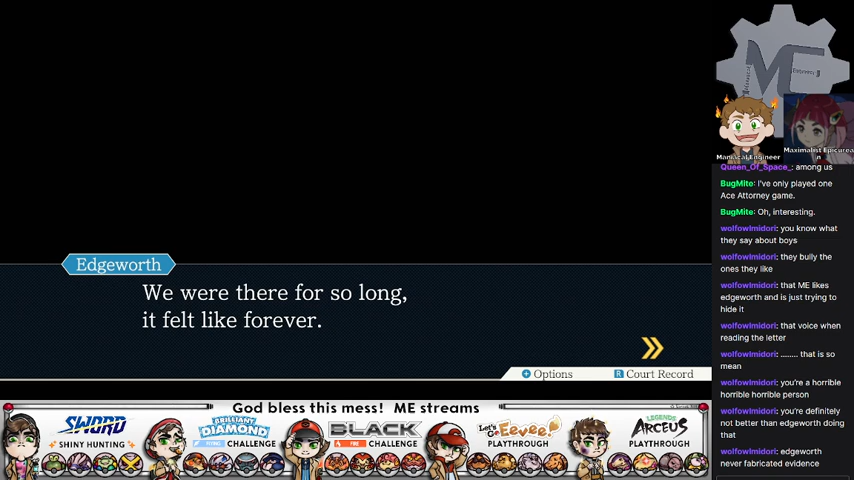 Edgeworth
We were there for so long,
it felt like forever.
Options
Court Record
Maniacal Engineer
Maximalist Epicurea
n
Queen_Of_Space_: among us
BugMite: I've only played one
Ace Attorney game.
BugMite: Oh, interesting.
wolfowlmidori: you know what
they say about boys
wolfowlmidori: they bully the
ones they like
wolfowlmidori: that ME likes
edgeworth and is just trying to
hide it
wolfowlmidori: that voice when
reading the letter
wolfowlmidori: ........ that is so
mean
wolfowlmidori: you're a horrible
horrible horrible person
wolfowlmidori: you're definitely
not better than edgeworth doing
that
wolfowlmidori: edgeworth
never fabricated evidence
God bless this mess! ME streams
SWORD
SHINY HUNTING
BRILLIANT
DIAMOND
CHALLENGE
BLACK
FIRE CHALLENGE
Let's Go Eevee!
PLAYTHROUGH
LEGENDS
ARCEUS
PLAYTHROUGH